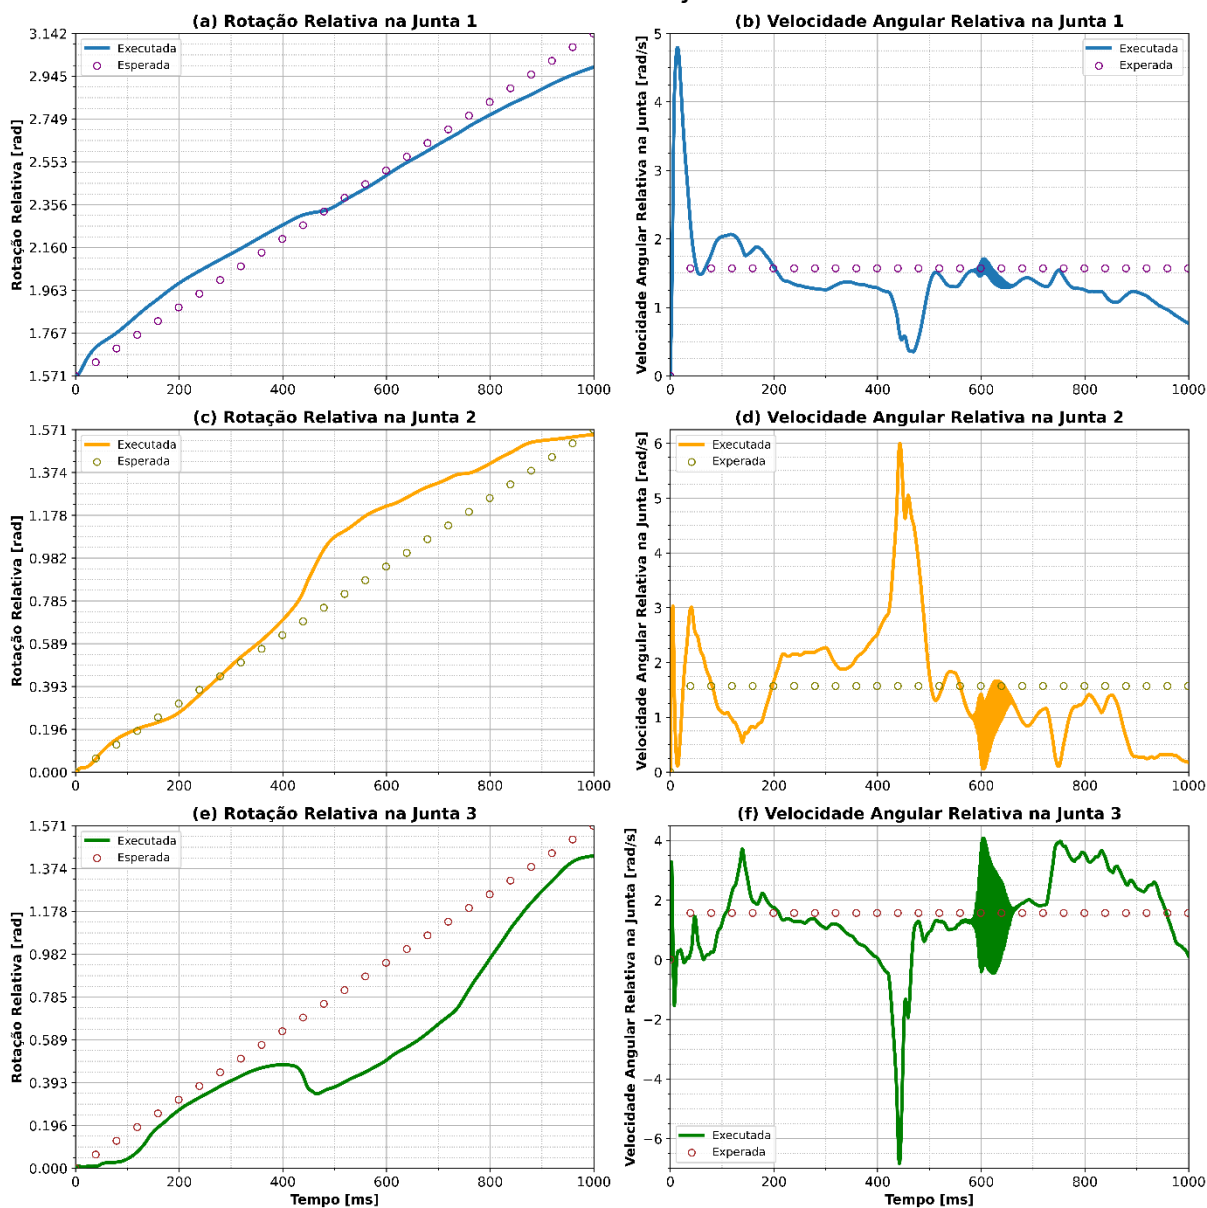 (a) Rotação Relativa na Junta 1
Rotação Relativa [rad]
3.142
2.945
2.749
2.553
2.356
2.160
1.963
1.767
1.571
Executada
Esperada
0 200 400 600 800 1000
(b) Velocidade Angular Relativa na Junta 1
Velocidade Angular Relativa na Junta [rad/s]
5
4
3
2
1
0
Executada
Experada
0 200 400 600 800 1000
(c) Rotação Relativa na Junta 2
Rotação Relativa [rad]
1.571
1.374
1.178
0.982
0.785
0.589
0.393
0.196
0.000
Executada
Esperada
0 200 400 600 800 1000
(d) Velocidade Angular Relativa na Junta 2
Velocidade Angular Relativa na Junta [rad/s]
6
5
4
3
2
1
0
Executada
Experada
0 200 400 600 800 1000
(e) Rotação Relativa na Junta 3
Rotação Relativa [rad]
1.571
1.374
1.178
0.982
0.785
0.589
0.393
0.196
0.000
Executada
Esperada
0 200 400 600 800 1000
Tempo [ms]
(f) Velocidade Angular Relativa na Junta 3
Velocidade Angular Relativa na Junta [rad/s]
4
2
0
−2
−4
−6
Executada
Experada
0 200 400 600 800 1000
Tempo [ms]